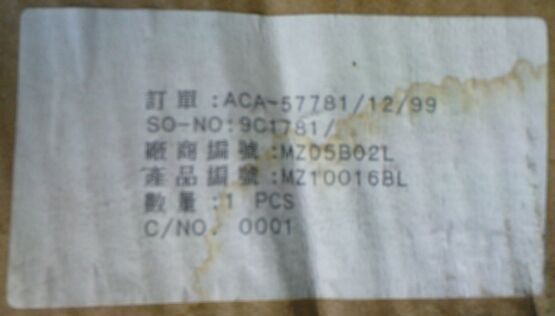 訂單:ACA-57781/12/99
SO-NO:9C1781/
廠商編號:MZ05B02L
產品編號:MZ10016BL
數量:1 PCS
C/NO. 0001